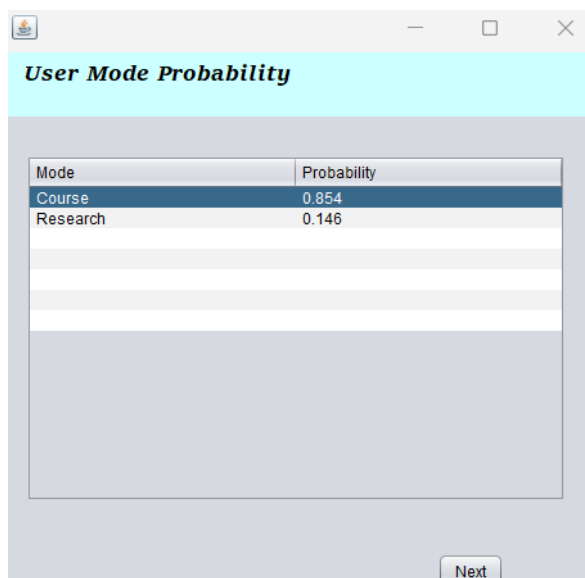 User Mode Probability
Mode Probability
Course 0.854
Research 0.146
Next